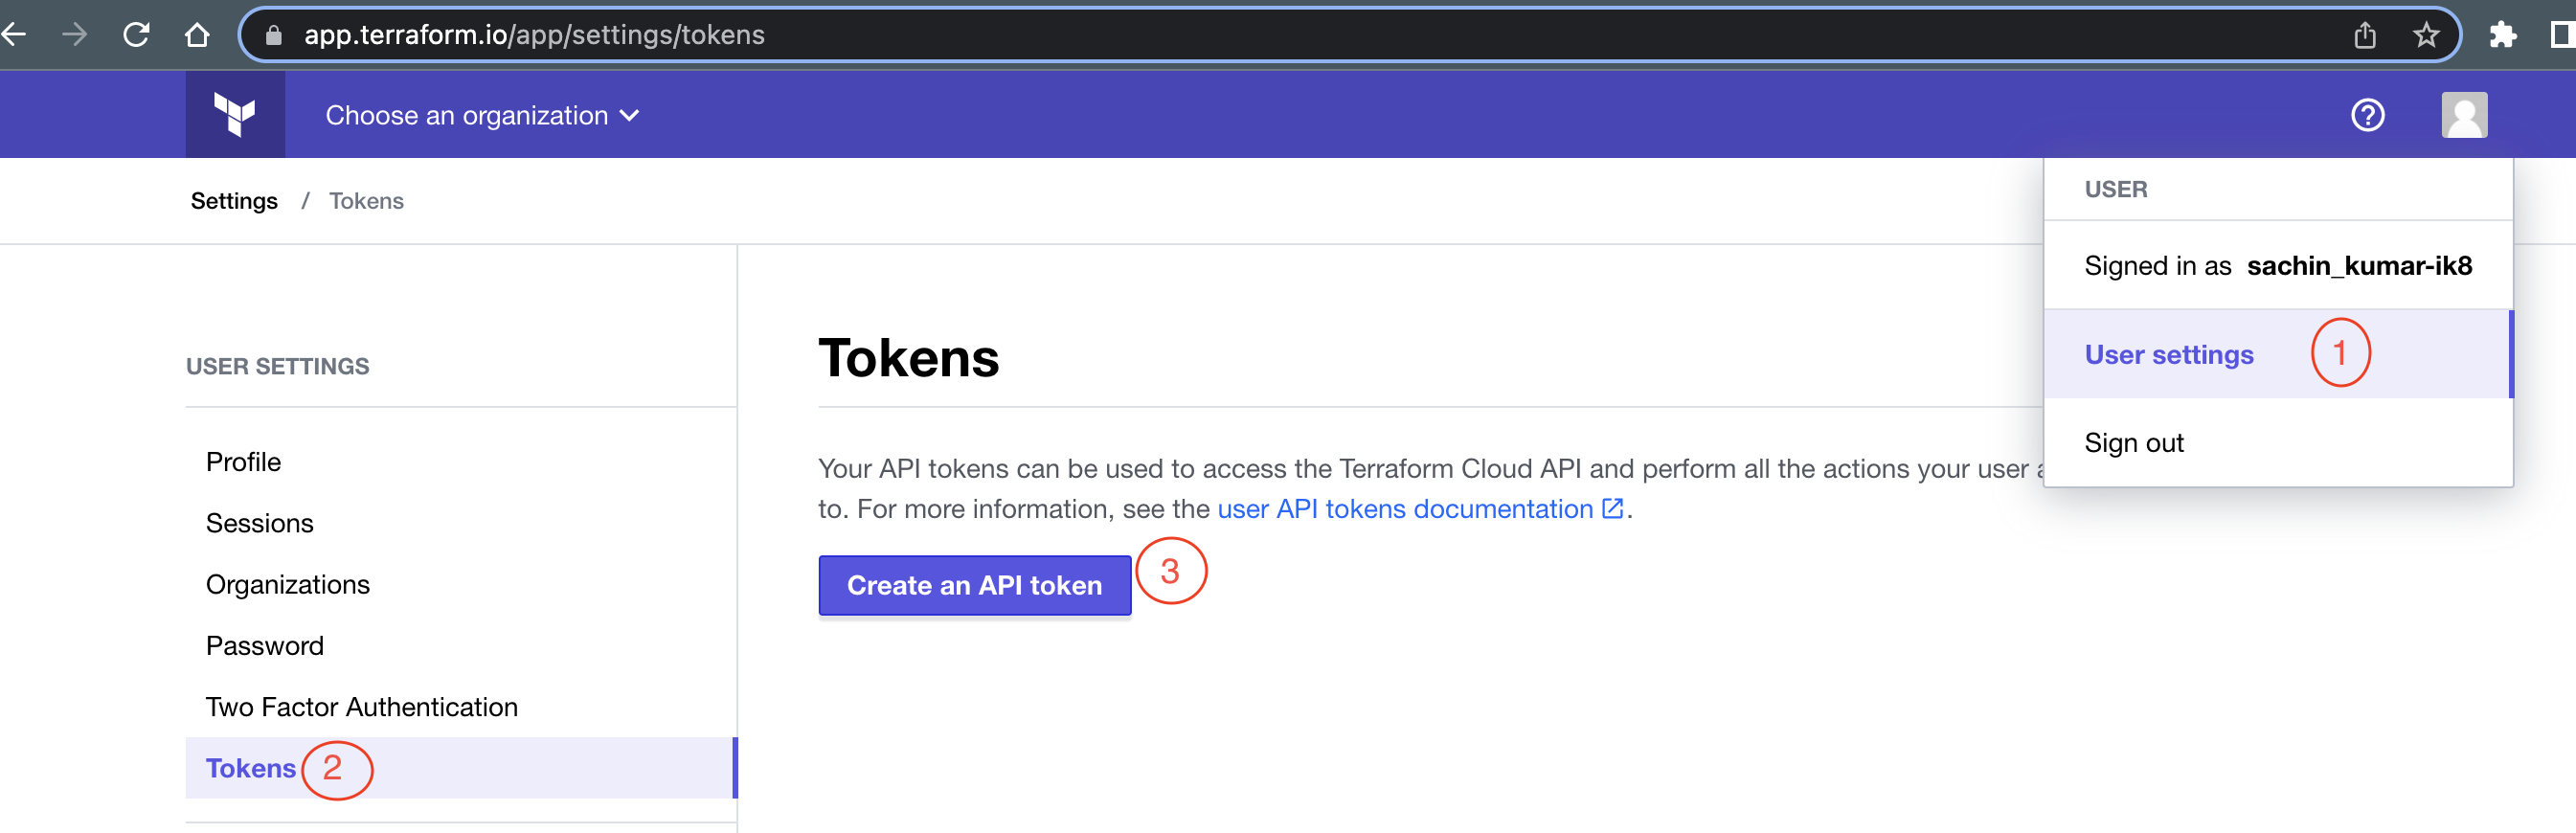 app.terraform.io/app/settings/tokens
Choose an organization
?
Settings / Tokens
USER
Signed in as sachin_kumar-ik8
User settings 1
Sign out
USER SETTINGS
Profile
Sessions
Organizations
Password
Two Factor Authentication
Tokens 2
Tokens
Your API tokens can be used to access the Terraform Cloud API and perform all the actions your user
to. For more information, see the user API tokens documentation.
Create an API token 3